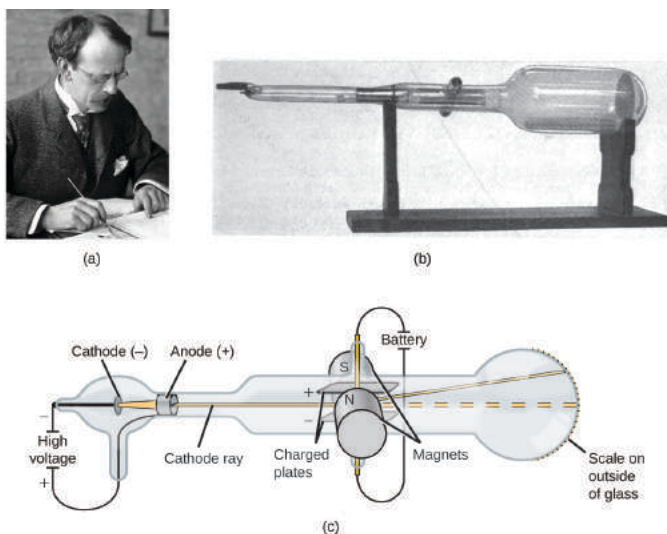 (a)
(b)
Cathode (–)
Anode (+)
Battery
S
+
N
–
–
High
voltage
+
Cathode ray
Charged
plates
Magnets
Scale on
outside
of glass
(c)